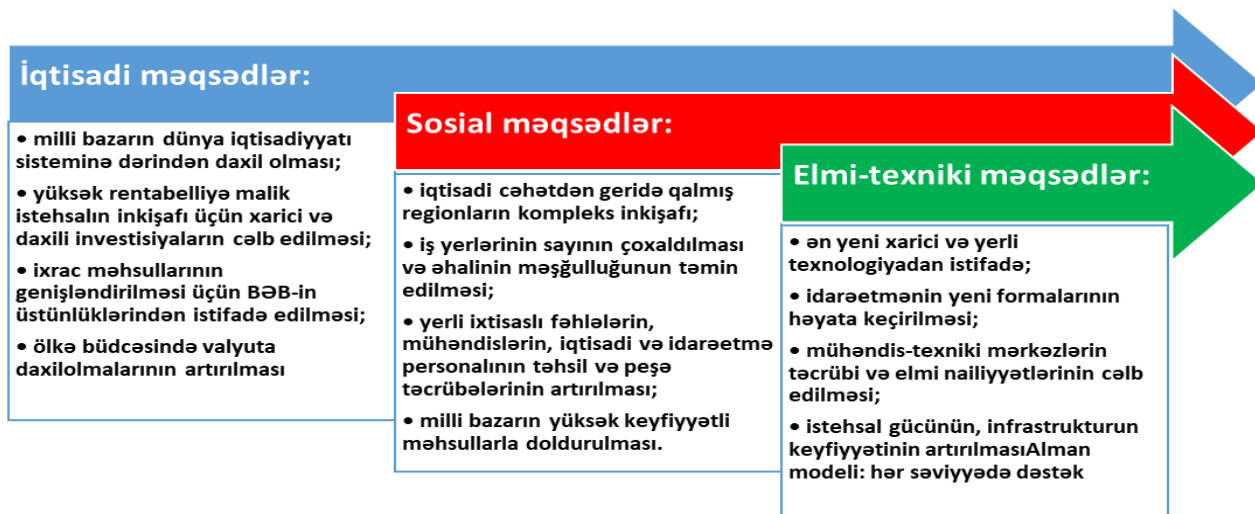 İqtisadi məqsədlər:
• milli bazarın dünya iqtisadiyyatı
sisteminə dərindən daxil olması;
• yüksək rentabelliyə malik
istehsalın inkişafı üçün xarici və
daxili investisiyaların cəlb edilməsi;
• ixrac məhsullarının
genişləndirilməsi üçün BƏB-in
üstünlüklərindən istifadə edilməsi;
• ölkə büdcəsində valyuta
daxilolmalarının artırılması
Sosial məqsədlər:
• iqtisadi cəhətdən geridə qalmış
regionların kompleks inkişafı;
• iş yerlərinin sayının çoxaldılması
və əhalinin məşğulluğunun təmin
edilməsi;
• yerli ixtisaslı fəhlələrin,
mühəndislərin, iqtisadi və idarəetmə
personalının təhsil və peşə
təcrübələrinin artırılması;
• milli bazarın yüksək keyfiyyətli
məhsullarla doldurulması.
Elmi-texniki məqsədlər:
• ən yeni xarici və yerli
texnologiyadan istifadə;
• idarəetmənin yeni formalarının
həyata keçirilməsi;
• mühəndis-texniki mərkəzlərin
təcrübi və elmi nailiyyətlərinin cəlb
edilməsi;
• istehsal gücünün, infrastrukturun
keyfiyyətinin artırılmasıAlman
modeli: hər səviyyədə dəstək